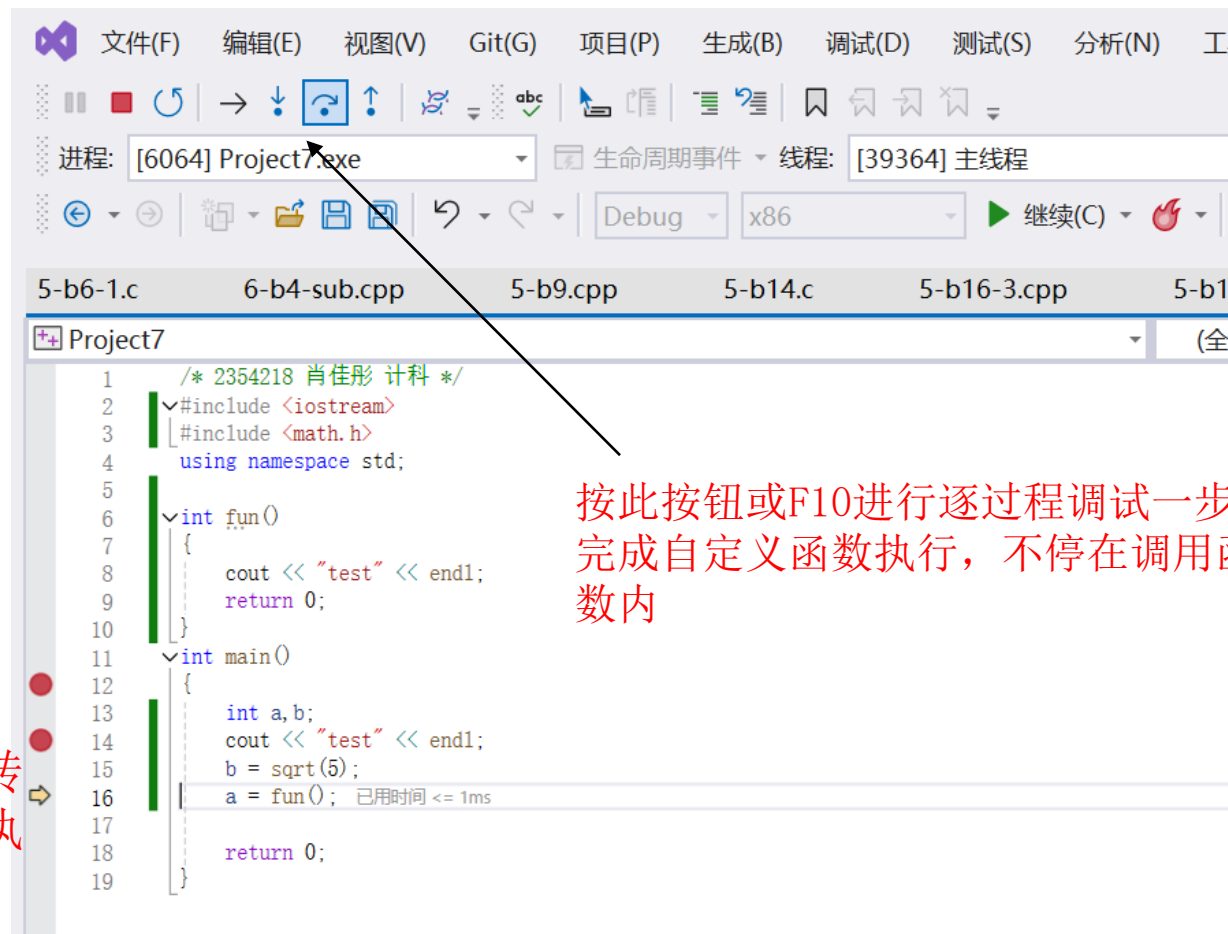 文件(F) 编辑(E) 视图(V) Git(G) 项目(P) 生成(B) 调试(D) 测试(S) 分析(N) 工
abc
进程: [6064] Project7.exe 生命周期事件 线程: [39364] 主线程
Debug x86 继续(C)
5-b6-1.c 6-b4-sub.cpp 5-b9.cpp 5-b14.c 5-b16-3.cpp 5-b1
Project7 (全
1 /* 2354218 肖佳彤 计科 */
2 #include <iostream>
3 #include <math.h>
4 using namespace std;
5
6 int fun()
7 {
8 cout << "test" << endl;
9 return 0;
10 }
11 int main()
12 {
13 int a,b;
14 cout << "test" << endl;
15 b = sqrt(5);
16 a = fun(); 已用时间 <= 1ms
17
18 return 0;
19 }
按此按钮或F10进行逐过程调试一步
完成自定义函数执行，不停在调用函
数内
转